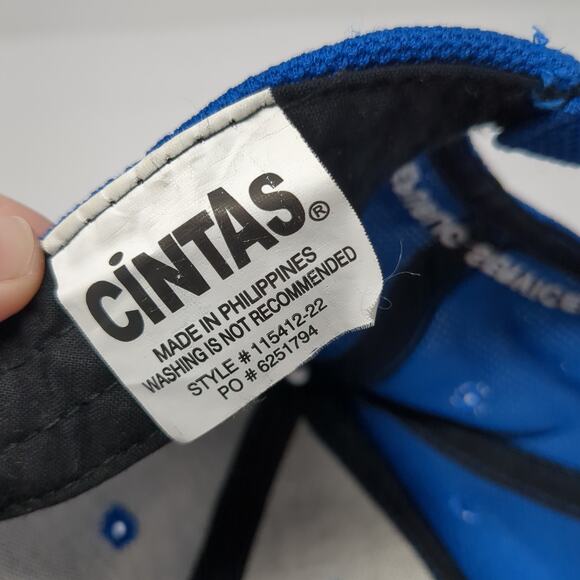 CiNTAS®
MADE IN PHILIPPINES
WASHING IS NOT RECOMMENDED
STYLE # 115412-22
PO # 6251794